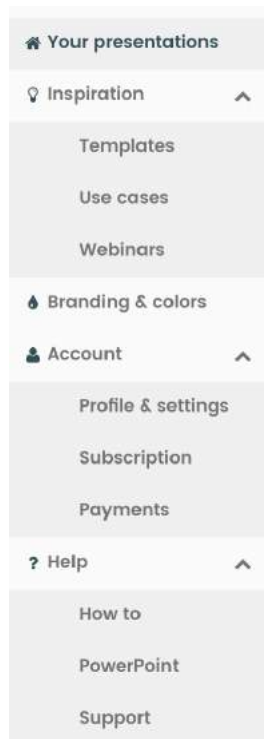 Your presentations
Inspiration
Templates
Use cases
Webinars
Branding & colors
Account
Profile & settings
Subscription
Payments
? Help
How to
PowerPoint
Support